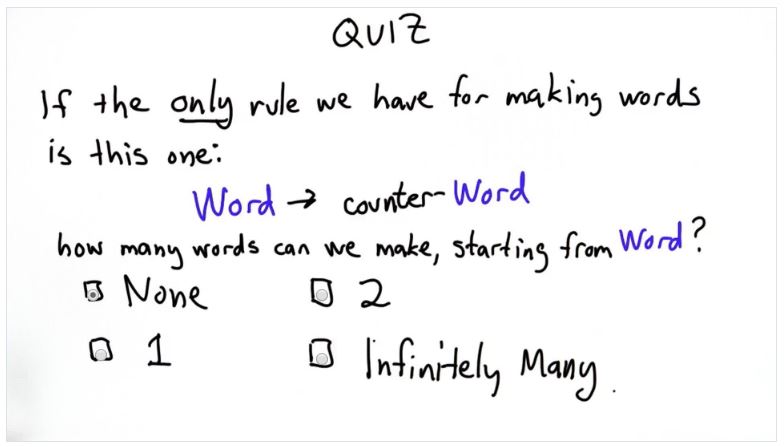 QUIZ
If the only rule we have for making words
is this one:
Word → counter-Word
how many words can we make, starting from Word?
None 2
1 Infinitely Many